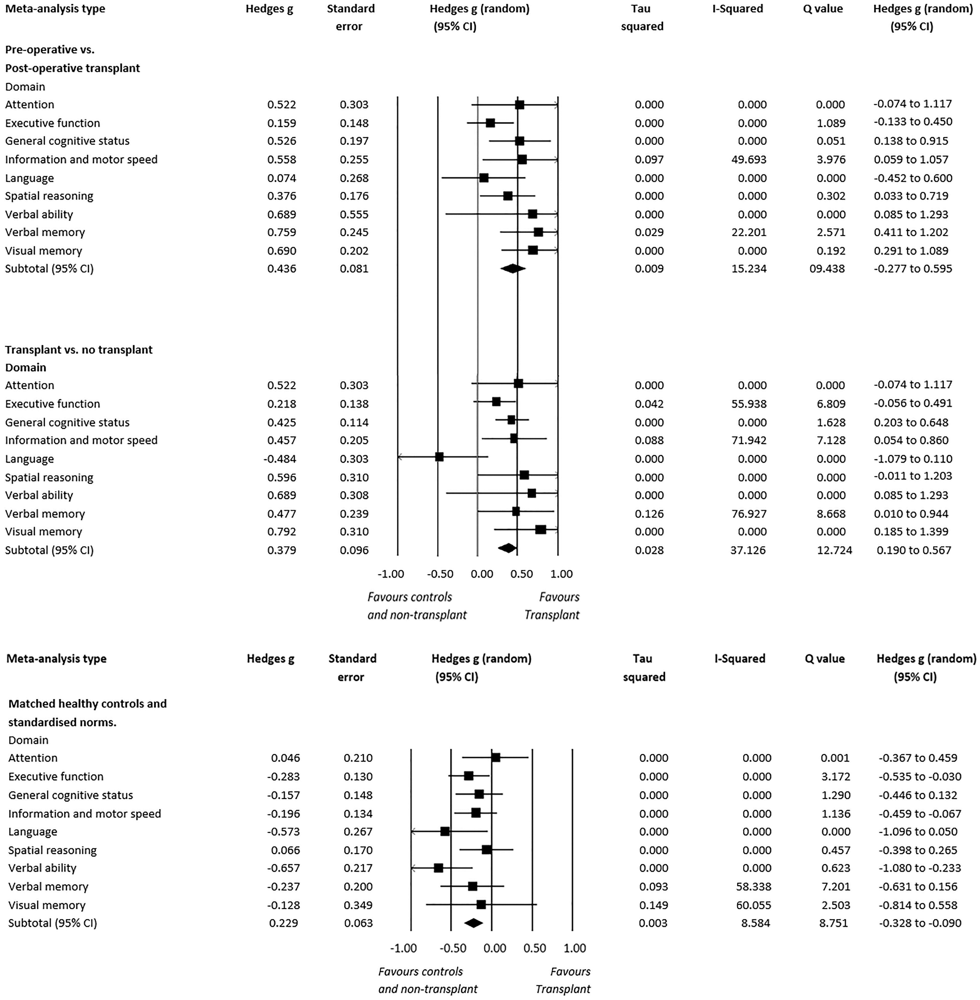 Meta-analysis type Hedges g Standard Hedges g (random) Tau I-Squared Q value Hedges g (random)
error (95% CI) squared (95% CI)
Pre-operative vs.
Post-operative transplant
Domain
Attention 0.522 0.303 0.000 0.000 0.000 -0.074 to 1.117
Executive function 0.159 0.148 0.000 0.000 1.089 -0.133 to 0.450
General cognitive status 0.526 0.197 0.000 0.000 0.051 0.138 to 0.915
Information and motor speed 0.558 0.255 0.097 49.693 3.976 0.059 to 1.057
Language 0.074 0.268 0.000 0.000 0.000 -0.452 to 0.600
Spatial reasoning 0.376 0.176 0.000 0.000 0.302 0.033 to 0.719
Verbal ability 0.689 0.555 0.000 0.000 0.000 0.085 to 1.293
Verbal memory 0.759 0.245 0.029 22.201 2.571 0.411 to 1.202
Visual memory 0.690 0.202 0.000 0.000 0.192 0.291 to 1.089
Subtotal (95% CI) 0.436 0.081 0.009 15.234 09.438 -0.277 to 0.595
Transplant vs. no transplant
Domain
Attention 0.522 0.303 0.000 0.000 0.000 -0.074 to 1.117
Executive function 0.218 0.138 0.042 55.938 6.809 -0.056 to 0.491
General cognitive status 0.425 0.114 0.000 0.000 1.628 0.203 to 0.648
Information and motor speed 0.457 0.205 0.088 71.942 7.128 0.054 to 0.860
Language -0.484 0.303 0.000 0.000 0.000 -1.079 to 0.110
Spatial reasoning 0.596 0.310 0.000 0.000 0.000 -0.011 to 1.203
Verbal ability 0.689 0.308 0.000 0.000 0.000 0.085 to 1.293
Verbal memory 0.477 0.239 0.126 76.927 8.668 0.010 to 0.944
Visual memory 0.792 0.310 0.000 0.000 0.000 0.185 to 1.399
Subtotal (95% CI) 0.379 0.096 0.028 37.126 12.724 0.190 to 0.567
-1.00 -0.50 0.00 0.50 1.00
Favours controls Favours
and non-transplant Transplant
Meta-analysis type Hedges g Standard Hedges g (random) Tau I-Squared Q value Hedges g (random)
error (95% CI) squared (95% CI)
Matched healthy controls and
standardised norms.
Domain
Attention 0.046 0.210 0.000 0.000 0.001 -0.367 to 0.459
Executive function -0.283 0.130 0.000 0.000 3.172 -0.535 to -0.030
General cognitive status -0.157 0.148 0.000 0.000 1.290 -0.446 to 0.132
Information and motor speed -0.196 0.134 0.000 0.000 1.136 -0.459 to -0.067
Language -0.573 0.267 0.000 0.000 0.000 -1.096 to 0.050
Spatial reasoning 0.066 0.170 0.000 0.000 0.457 -0.398 to 0.265
Verbal ability -0.657 0.217 0.000 0.000 0.623 -1.080 to -0.233
Verbal memory -0.237 0.200 0.093 58.338 7.201 -0.631 to 0.156
Visual memory -0.128 0.349 0.149 60.055 2.503 -0.814 to 0.558
Subtotal (95% CI) 0.229 0.063 0.003 8.584 8.751 -0.328 to -0.090
-1.00 -0.50 0.00 0.50 1.00
Favours controls Favours
and non-transplant Transplant